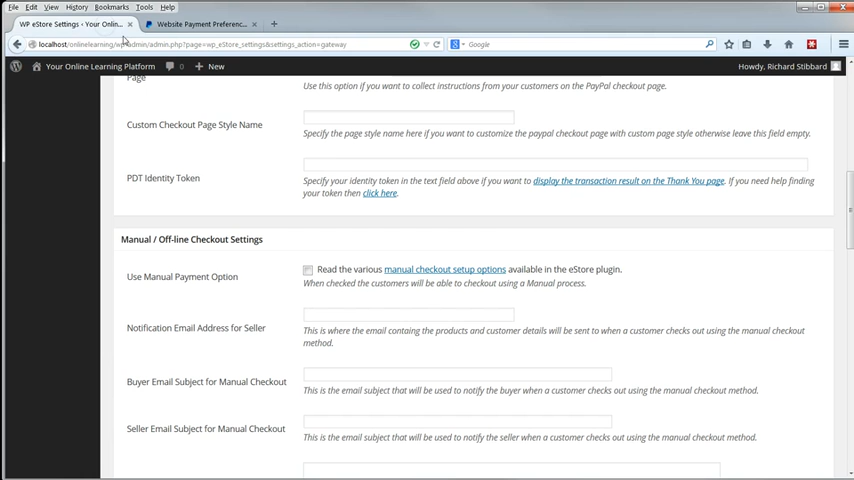 File Edit View History Bookmarks Tools Help
WP eStore Settings ‹ Your Onlin... × Website Payment Preferenc... × +
localhost/onlinelearning/wp-admin/admin.php?page=wp_eStore_settings&settings_action=gateway Google
Your Online Learning Platform 0 + New Howdy, Richard Stibbard
Page
Use this option if you want to collect instructions from your customers on the PayPal checkout page.
Custom Checkout Page Style Name
Specify the page style name here if you want to customize the paypal checkout page with custom page style otherwise leave this field empty.
PDT Identity Token
Specify your identity token in the text field above if you want to display the transaction result on the Thank You page. If you need help finding
your token then click here.
Manual / Off-line Checkout Settings
Use Manual Payment Option
Read the various manual checkout setup options available in the eStore plugin.
When checked the customers will be able to checkout using a Manual process.
Notification Email Address for Seller
This is where the email containg the products and customer details will be sent to when a customer checks out using the manual checkout
method.
Buyer Email Subject for Manual Checkout
This is the email subject that will be used to notify the buyer when a customer checks out using the manual checkout method.
Seller Email Subject for Manual Checkout
This is the email subject that will be used to notify the seller when a customer checks out using the manual checkout method.